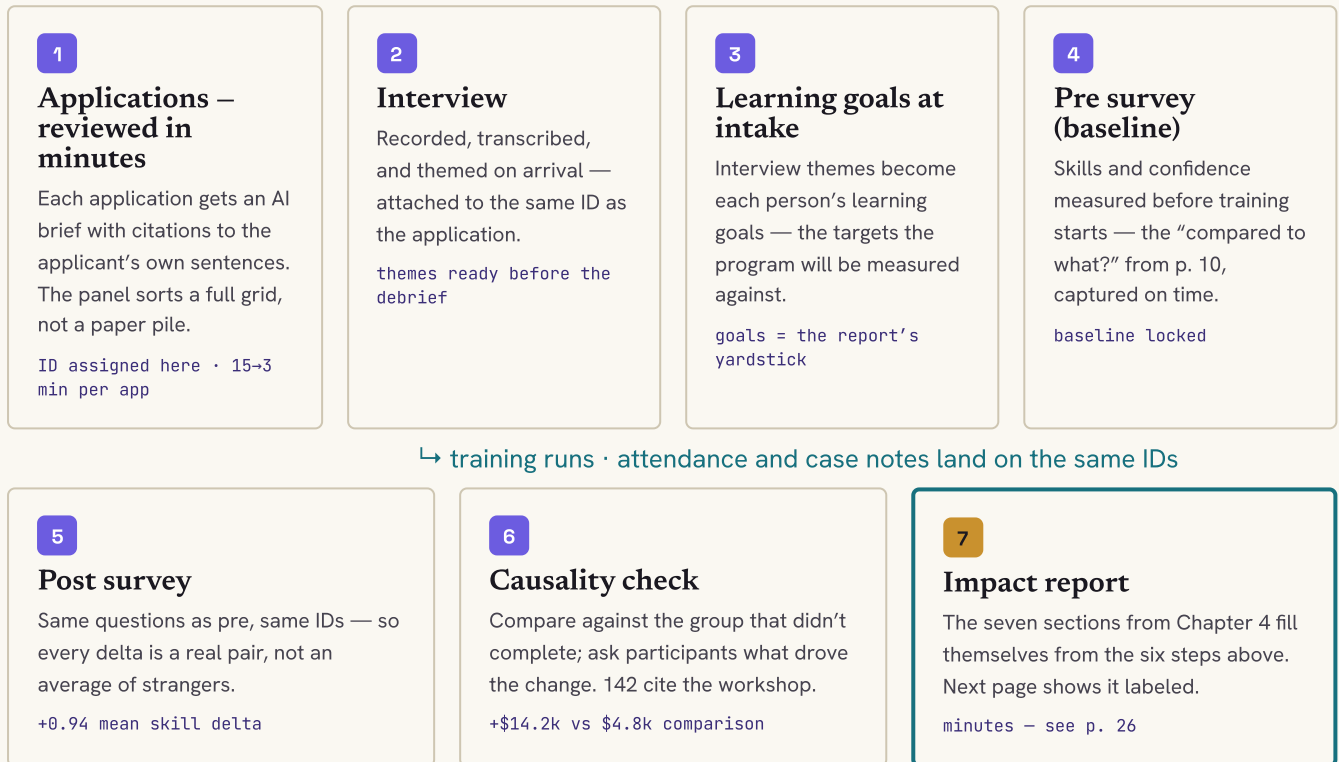 1
Applications —
reviewed in
minutes
Each application gets an AI
brief with citations to the
applicant’s own sentences.
The panel sorts a full grid,
not a paper pile.
ID assigned here · 15→3
min per app
2
Interview
Recorded, transcribed,
and themed on arrival —
attached to the same ID as
the application.
themes ready before the
debrief
3
Learning goals at
intake
Interview themes become
each person’s learning
goals — the targets the
program will be measured
against.
goals = the report’s
yardstick
4
Pre survey
(baseline)
Skills and confidence
measured before training
starts — the “compared to
what?” from p. 10,
captured on time.
baseline locked
↳ training runs · attendance and case notes land on the same IDs
5
Post survey
Same questions as pre, same IDs — so
every delta is a real pair, not an
average of strangers.
+0.94 mean skill delta
6
Causality check
Compare against the group that didn’t
complete; ask participants what drove
the change. 142 cite the workshop.
+$14.2k vs $4.8k comparison
7
Impact report
The seven sections from Chapter 4 fill
themselves from the six steps above.
Next page shows it labeled.
minutes — see p. 26